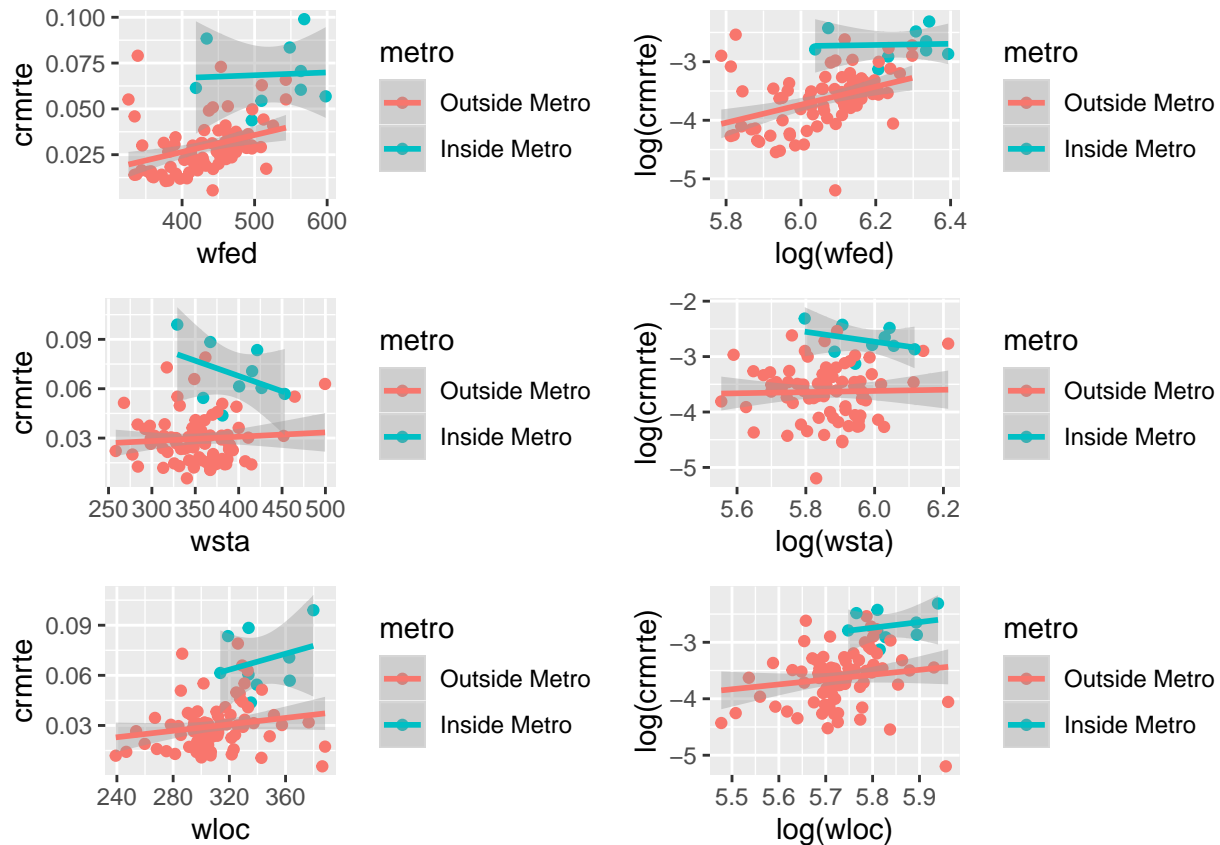 crmrte
0.100
0.075
0.050
0.025
400 500 600
wfed
metro
Outside Metro
Inside Metro
log(crmrte)
−3
−4
−5
5.8 6.0 6.2 6.4
log(wfed)
metro
Outside Metro
Inside Metro
crmrte
0.09
0.06
0.03
250 300 350 400 450 500
wsta
metro
Outside Metro
Inside Metro
log(crmrte)
−2
−3
−4
−5
5.6 5.8 6.0 6.2
log(wsta)
metro
Outside Metro
Inside Metro
crmrte
0.09
0.06
0.03
240 280 320 360
wloc
metro
Outside Metro
Inside Metro
log(crmrte)
−3
−4
−5
5.5 5.6 5.7 5.8 5.9
log(wloc)
metro
Outside Metro
Inside Metro